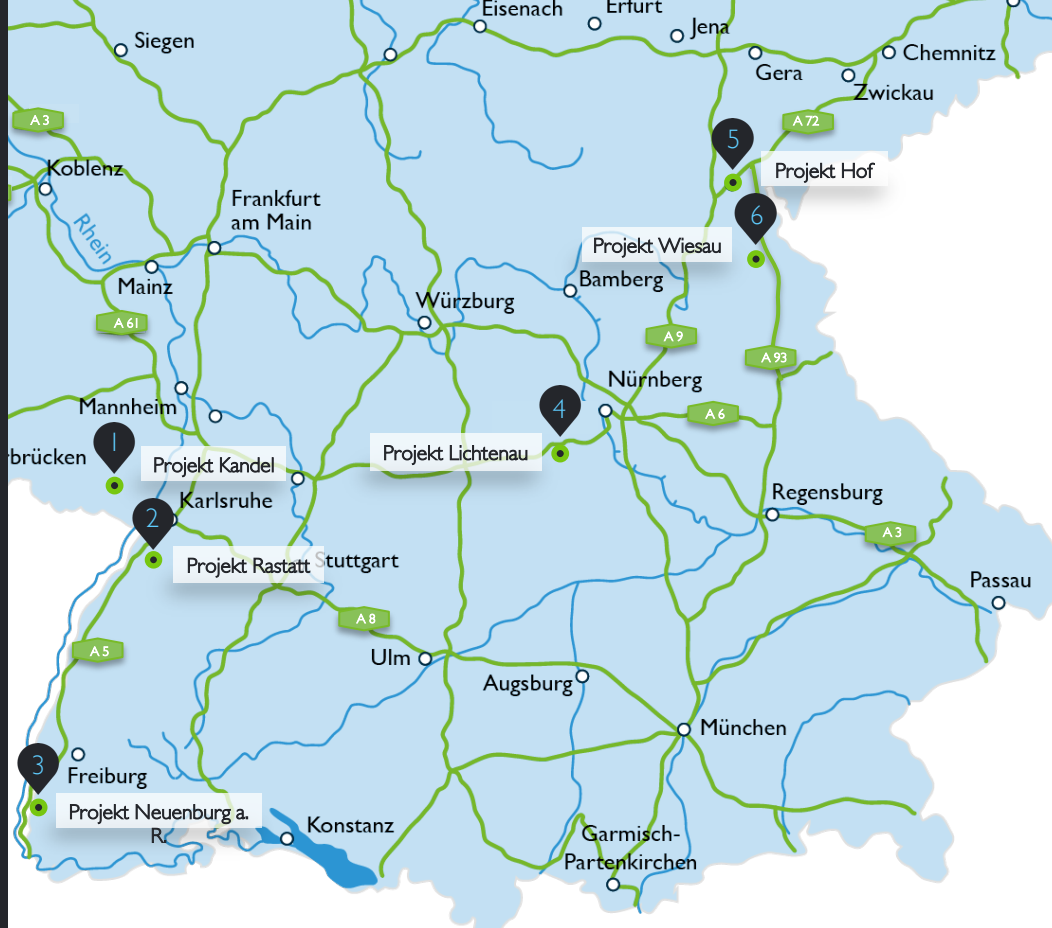 Eisenach
Erfurt
Siegen
Jena
Chemnitz
Gera
Zwickau
A3
A72
5
Koblenz
Projekt Hof
Frankfurt
am Main
6
Rhein
Projekt Wiesau
Mainz
Bamberg
Würzburg
A61
A9
A93
Nürnberg
Mannheim
4
A6
1
rbrücken
Projekt Kandel
Projekt Lichtenau
Karlsruhe
Regensburg
2
A3
Projekt Rastatt
Stuttgart
Passau
A8
A5
Ulm
Augsburg
München
3
Freiburg
Projekt Neuenburg a.
R.
Konstanz
Garmisch-
Partenkirchen